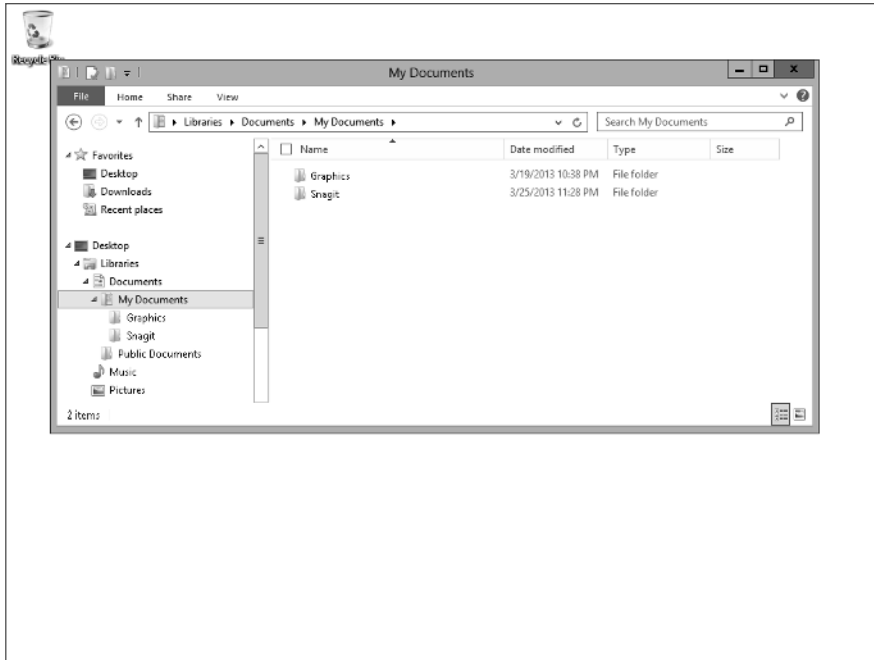 Recycle Bin
My Documents
File Home Share View
Libraries Documents My Documents
Search My Documents
Favorites
Desktop
Downloads
Recent places
Desktop
Libraries
Documents
My Documents
Graphics
Snagit
Public Documents
Music
Pictures
Name Date modified Type Size
Graphics 3/19/2013 10:38 PM File folder
Snagit 3/25/2013 11:28 PM File folder
2 items